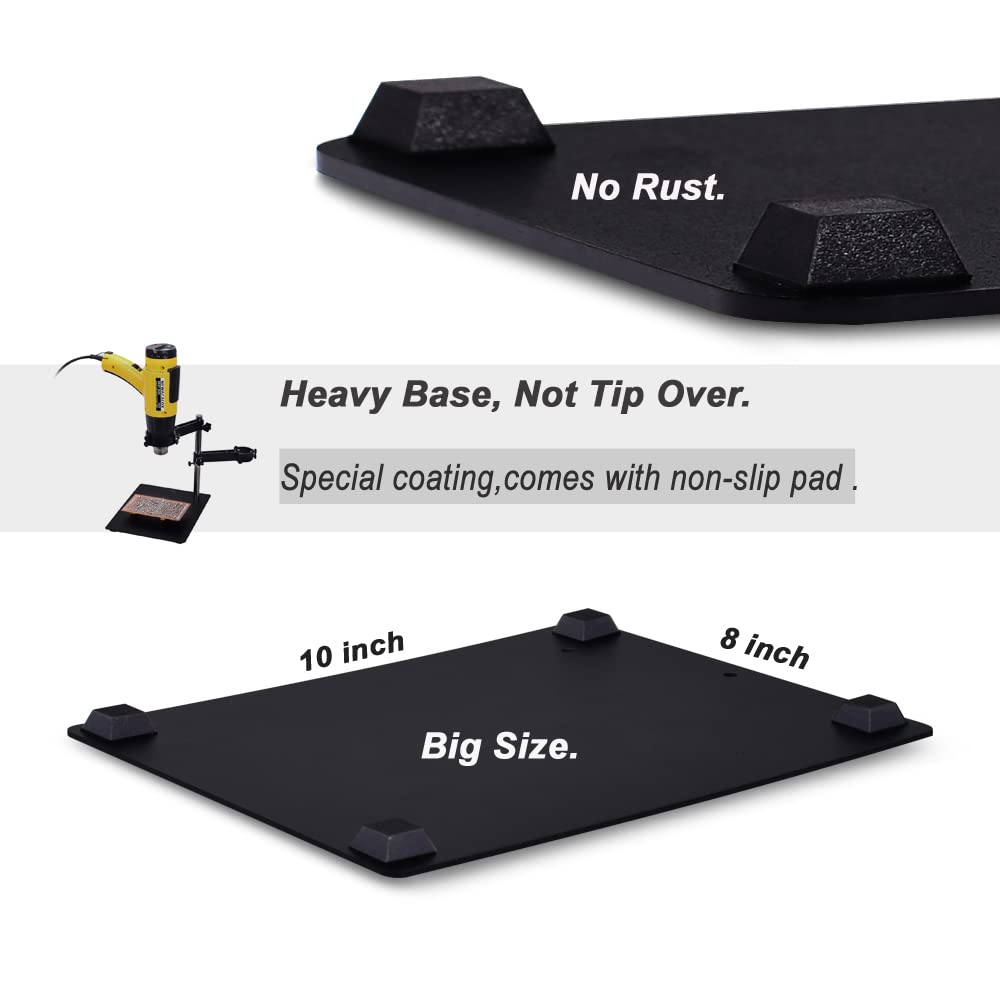 No Rust.
Heavy Base, Not Tip Over.
Special coating,comes with non-slip pad .
10 inch
8 inch
Big Size.